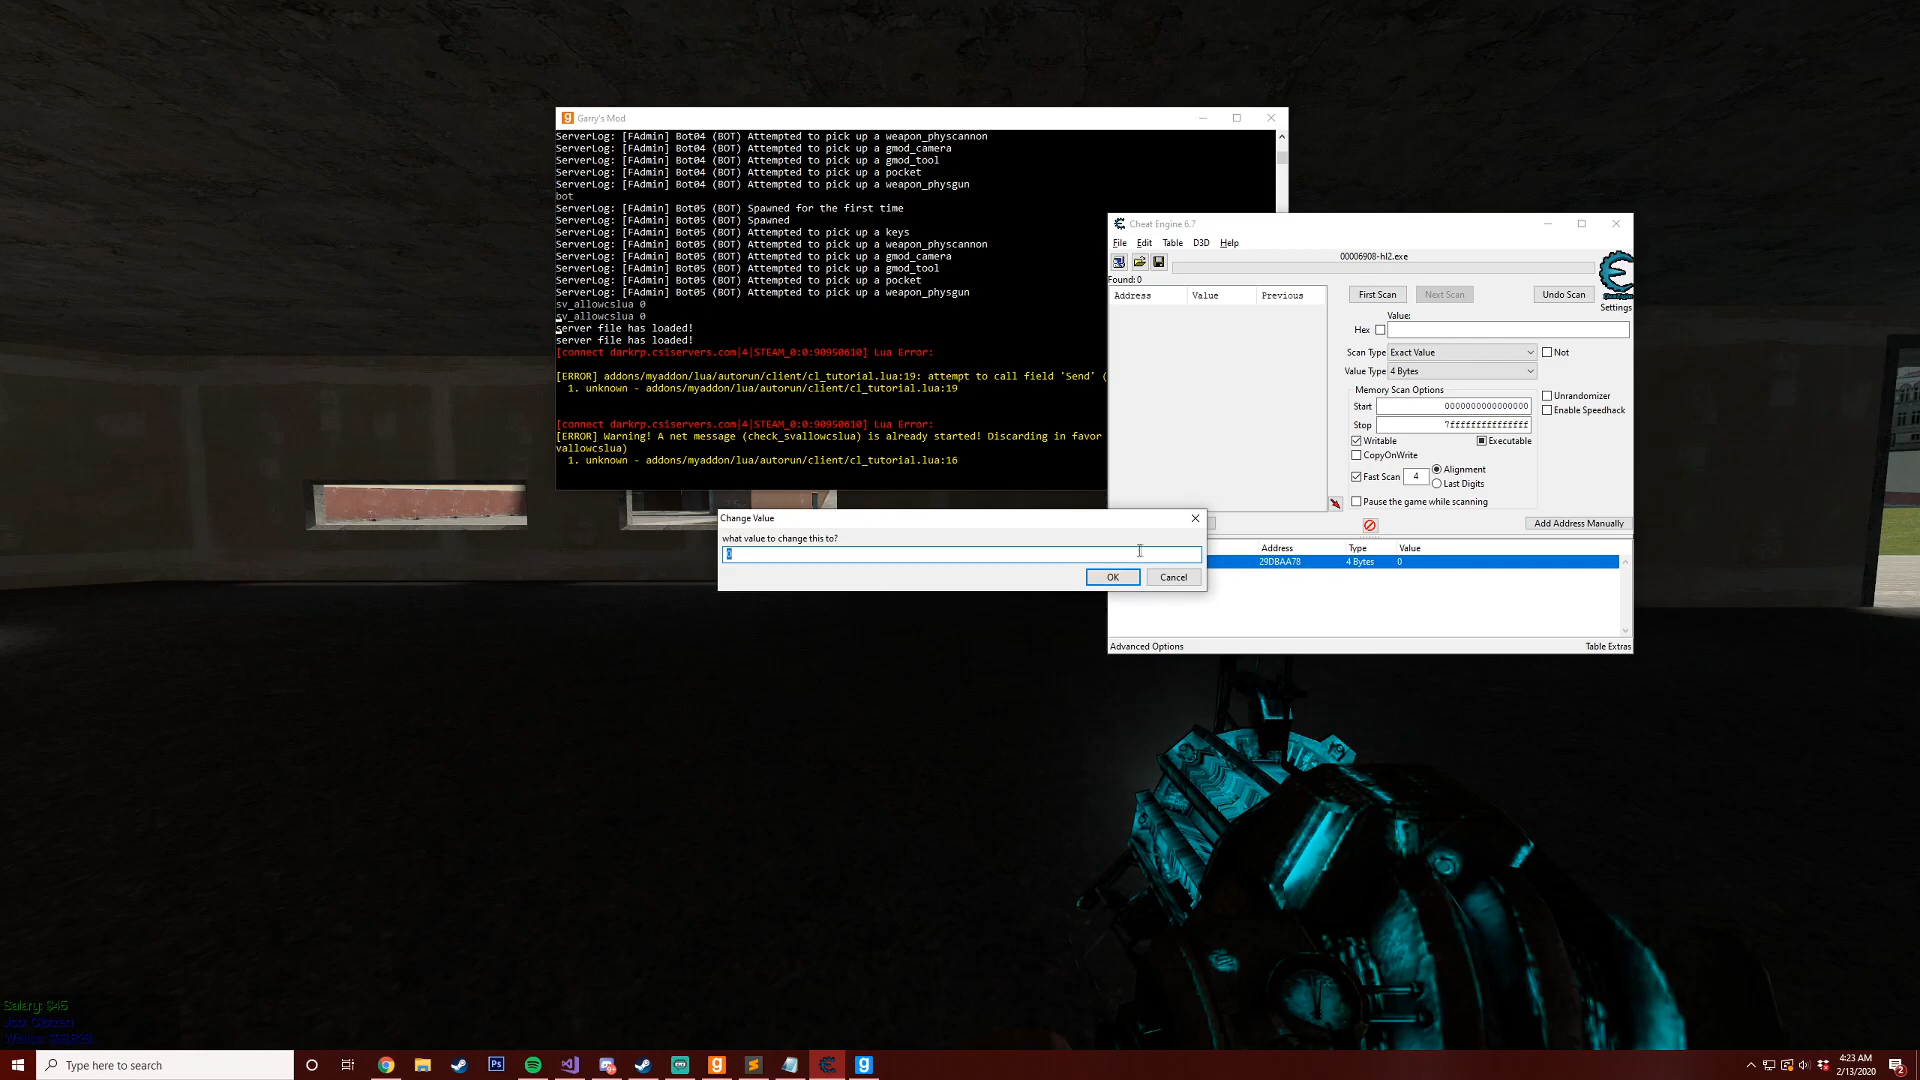 Garry's Mod
ServerLog: [FAdmin] Bot04 (BOT) Attempted to pick up a weapon_physcannon
ServerLog: [FAdmin] Bot04 (BOT) Attempted to pick up a gmod_camera
ServerLog: [FAdmin] Bot04 (BOT) Attempted to pick up a gmod_tool
ServerLog: [FAdmin] Bot04 (BOT) Attempted to pick up a pocket
ServerLog: [FAdmin] Bot04 (BOT) Attempted to pick up a weapon_physgun
bot
ServerLog: [FAdmin] Bot05 (BOT) Spawned for the first time
ServerLog: [FAdmin] Bot05 (BOT) Spawned
ServerLog: [FAdmin] Bot05 (BOT) Attempted to pick up a keys
ServerLog: [FAdmin] Bot05 (BOT) Attempted to pick up a weapon_physcannon
ServerLog: [FAdmin] Bot05 (BOT) Attempted to pick up a gmod_camera
ServerLog: [FAdmin] Bot05 (BOT) Attempted to pick up a gmod_tool
ServerLog: [FAdmin] Bot05 (BOT) Attempted to pick up a pocket
ServerLog: [FAdmin] Bot05 (BOT) Attempted to pick up a weapon_physgun
sv_allowcslua 0
sv_allowcslua 0
server file has loaded!
server file has loaded!
[connect darkrp.csiservers.com|4|STEAM_0:0:90950610] Lua Error:
[ERROR] addons/myaddon/lua/autorun/client/cl_tutorial.lua:19: attempt to call field 'Send' (
1. unknown - addons/myaddon/lua/autorun/client/cl_tutorial.lua:19
[connect darkrp.csiservers.com|4|STEAM_0:0:90950610] Lua Error:
[ERROR] Warning! A net message (check_svallowcslua) is already started! Discarding in favor
vallowcslua)
1. unknown - addons/myaddon/lua/autorun/client/cl_tutorial.lua:16
Cheat Engine 6.7
File Edit Table D3D Help
00006908-hl2.exe
Found: 0
Address Value Previous
First Scan Next Scan Undo Scan
Settings
Value:
Hex
Scan Type Exact Value Not
Value Type 4 Bytes
Memory Scan Options
Start 0000000000000000
Stop 7fffffffffffffff
Unrandomizer
Enable Speedhack
Writable Executable
CopyOnWrite
Fast Scan 4 Alignment
Last Digits
Pause the game while scanning
Add Address Manually
Address Type Value
29DBAA78 4 Bytes 0
Advanced Options Table Extras
Change Value
what value to change this to?
0
OK Cancel
Salary: $45
Job: Citizen
Type here to search
4:23 AM
2/13/2020
2